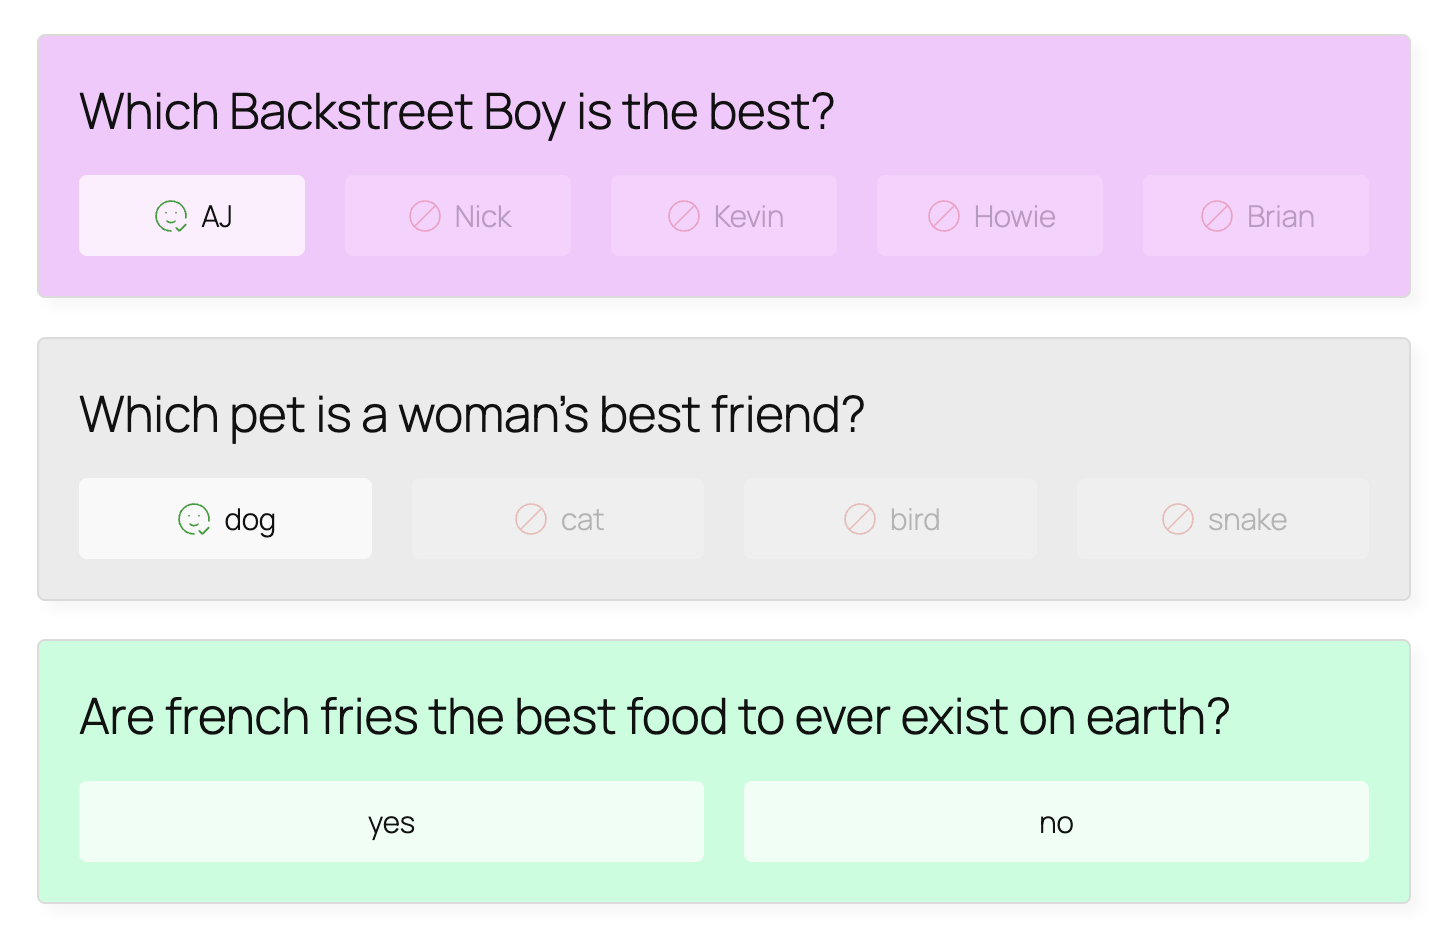 Which Backstreet Boy is the best?
AJ Nick Kevin Howie Brian
Which pet is a woman’s best friend?
dog cat bird snake
Are french fries the best food to ever exist on earth?
yes no